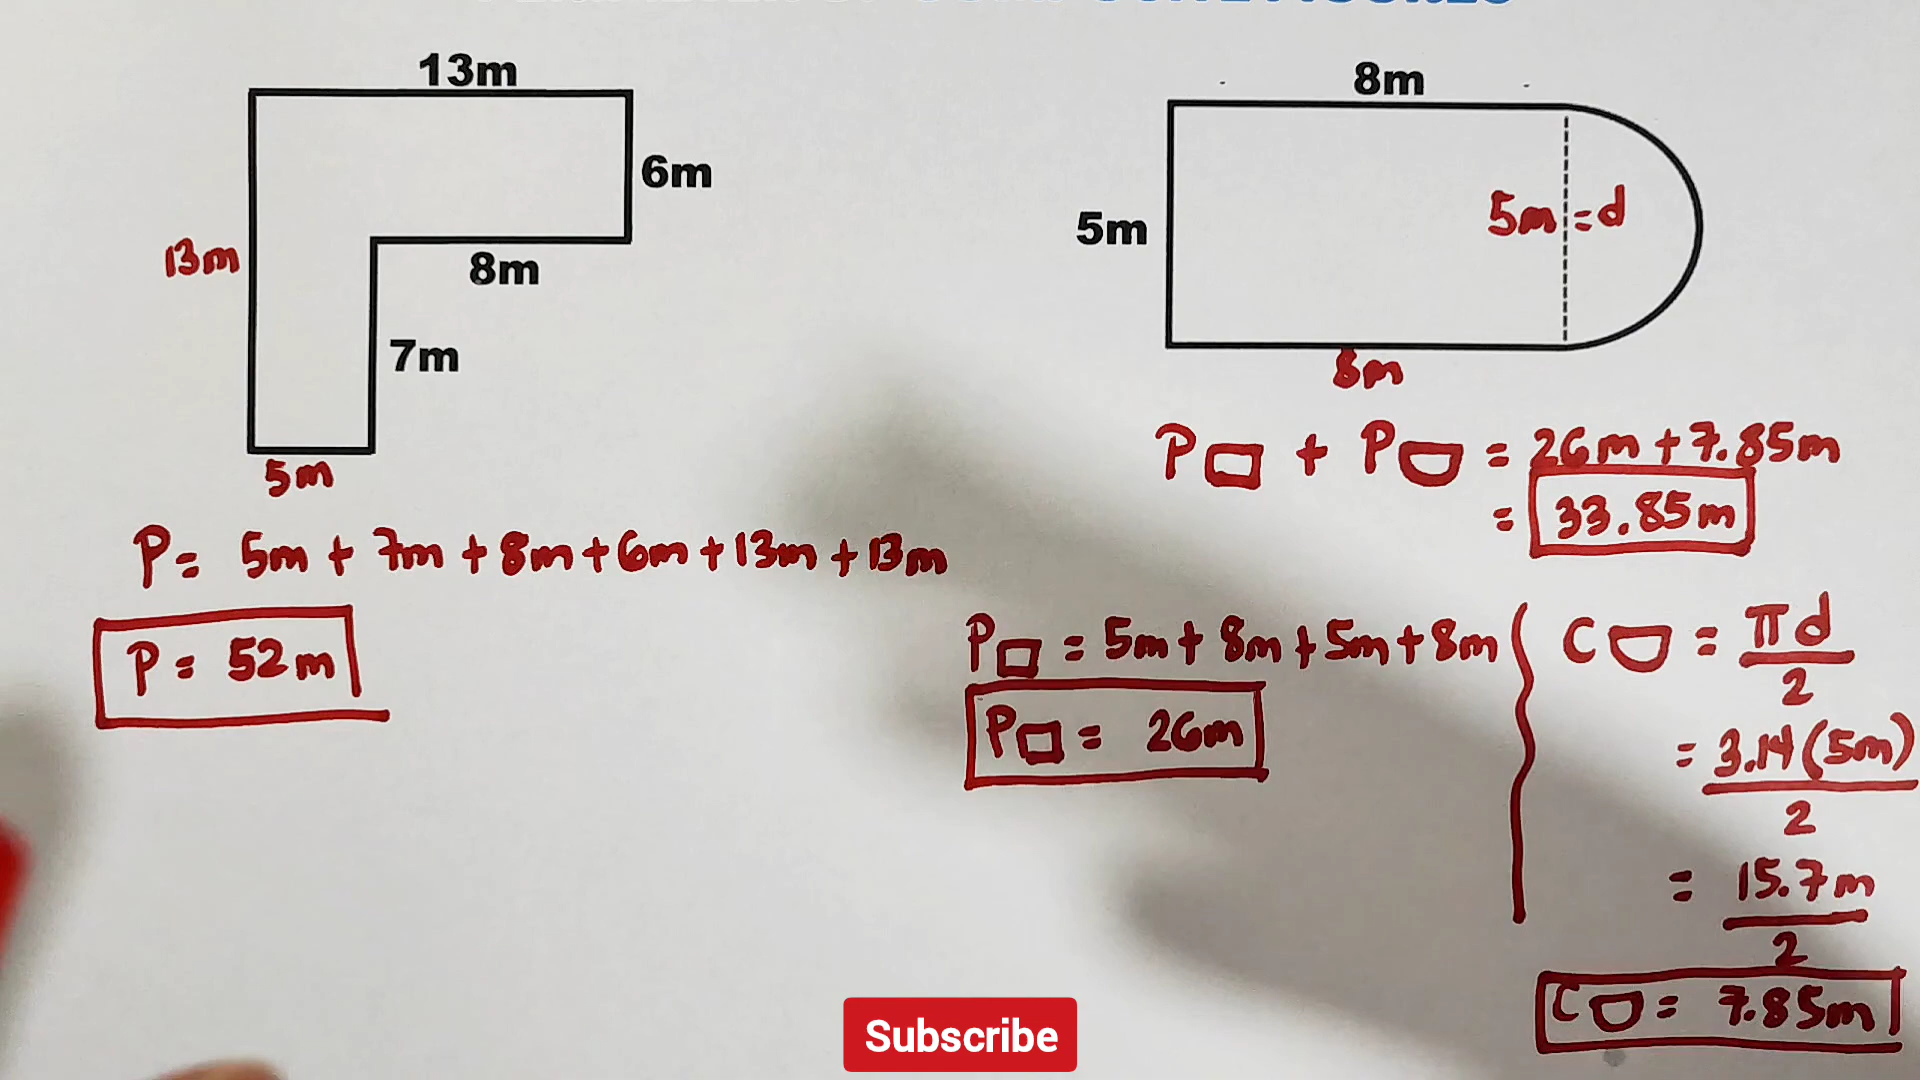 13m
6m
13m
8m
7m
5m
P = 5m + 7m + 8m + 6m + 13m + 13m
P = 52m
8m
5m
5m = d
8m
P▭ + P⌓ = 26m + 7.85m
= 33.85m
P▭ = 5m + 8m + 5m + 8m
P▭ = 26m
C⌓ = πd
2
= 3.14(5m)
2
= 15.7m
2
C⌓ = 7.85m
Subscribe